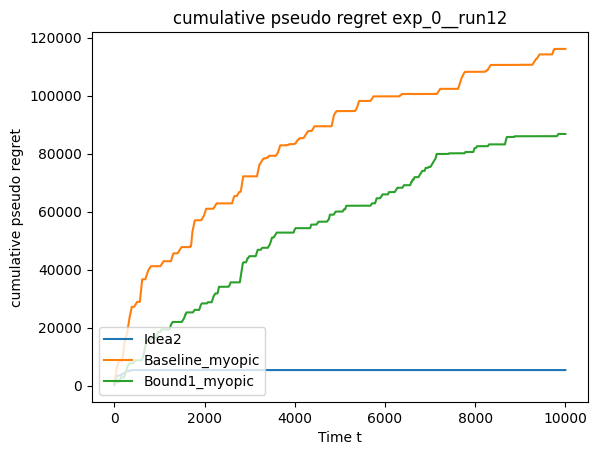 cumulative pseudo regret exp_0__run12
120000
100000
80000
60000
40000
20000
0
cumulative pseudo regret
Idea2
Baseline_myopic
Bound1_myopic
0 2000 4000 6000 8000 10000
Time t